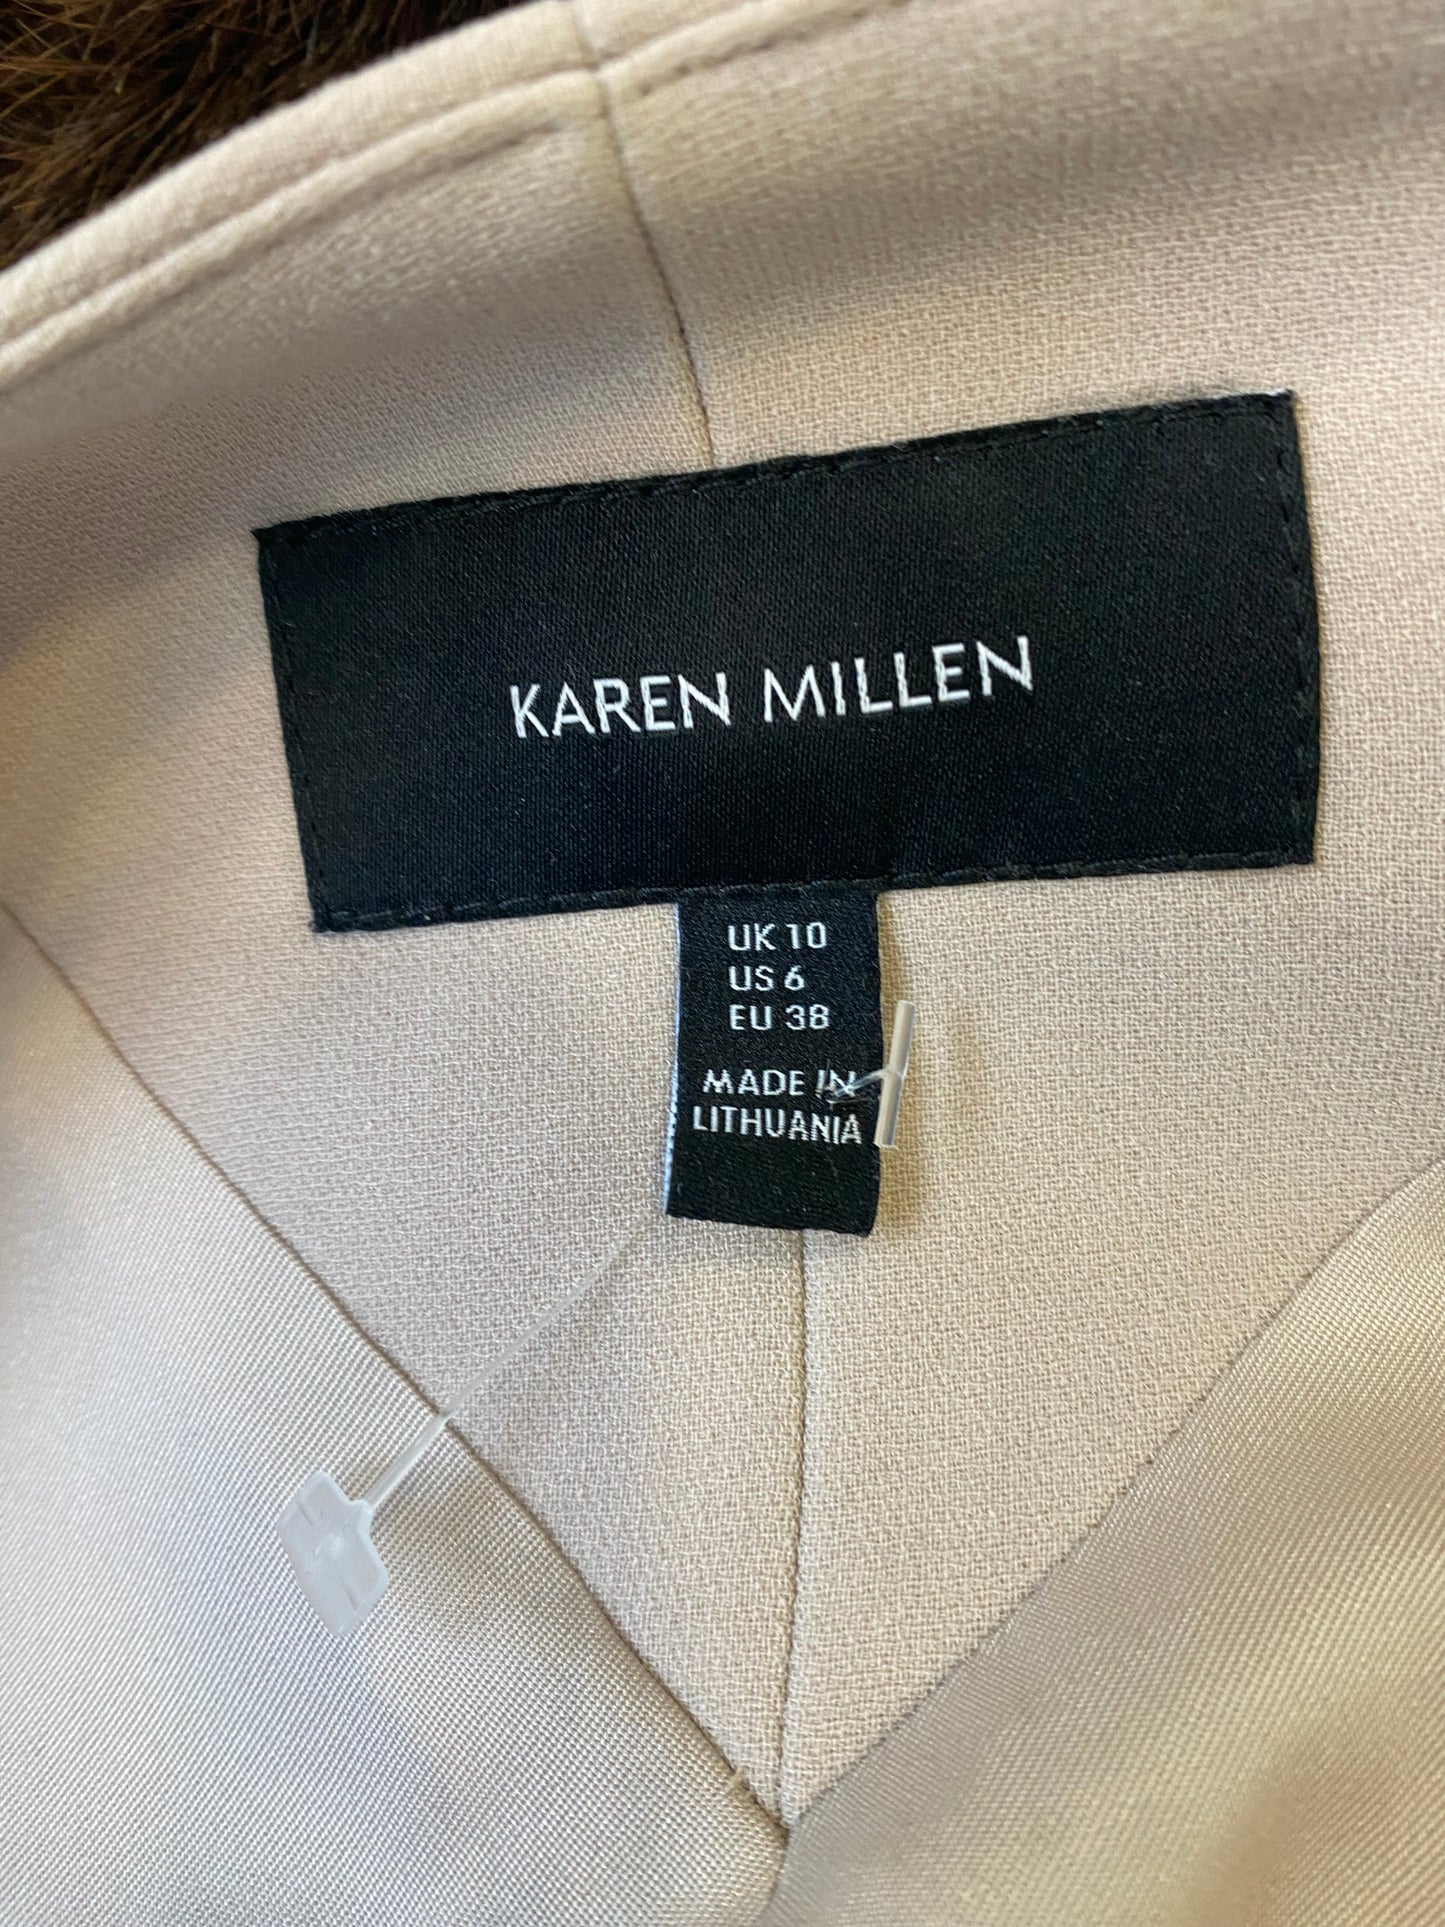 KAREN MILLEN
UK 10
US 6
EU 38
MADE IN
LITHUANIA